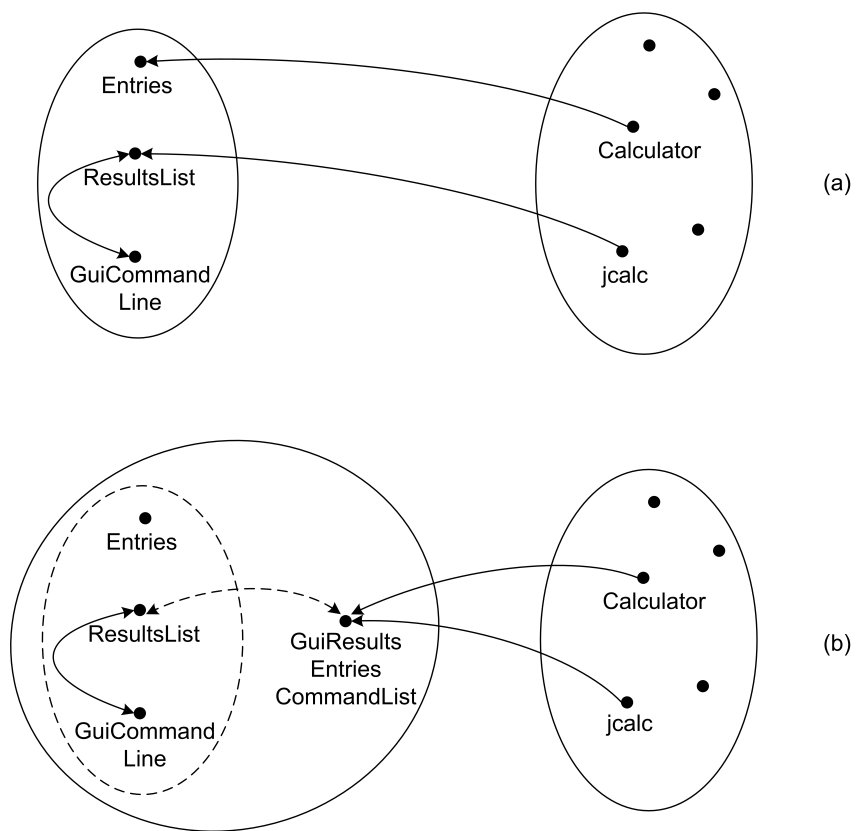 Entries
Calculator
ResultsList
(a)
GuiCommand
Line
jcalc
Entries
Calculator
ResultsList
GuiResults
Entries
CommandList
(b)
GuiCommand
Line
jcalc